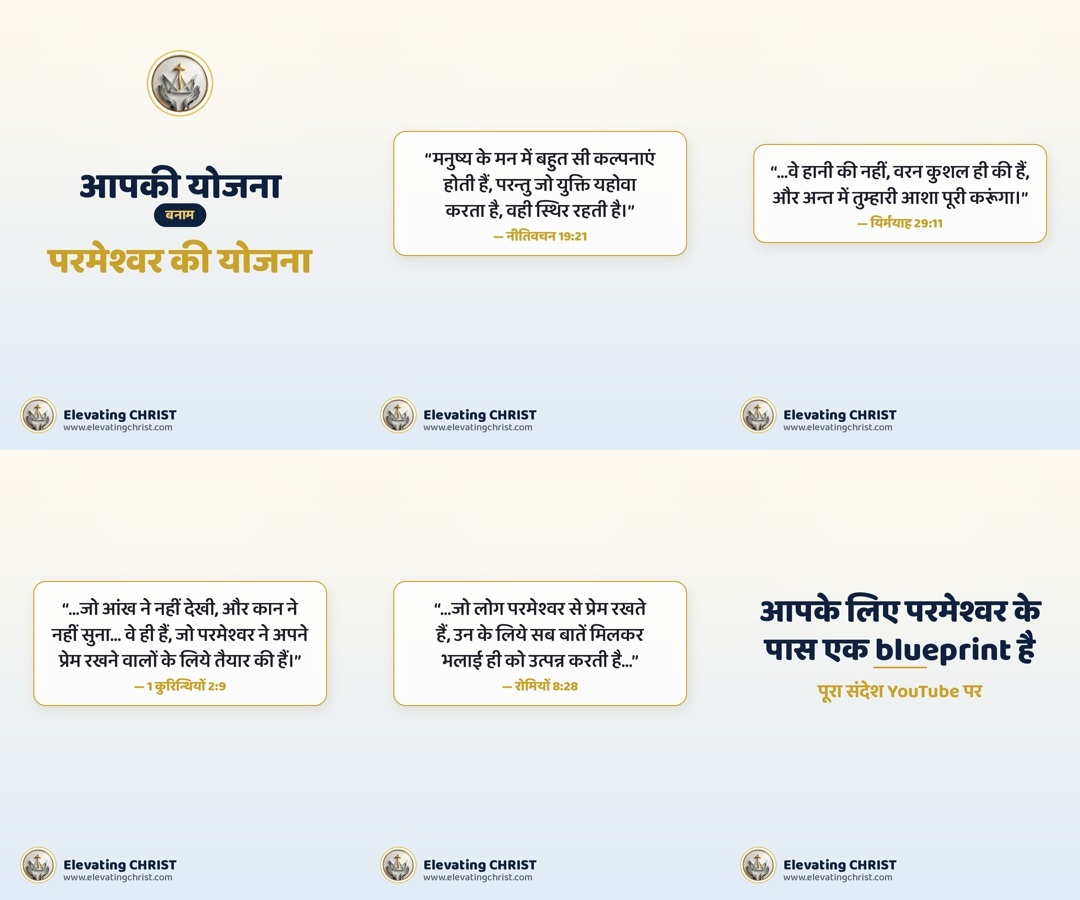 आपकी योजना
बनाम
परमेश्वर की योजना
Elevating CHRIST
www.elevatingchrist.com
“मनुष्य के मन में बहुत सी कल्पनाएं
होती हैं, परन्तु जो युक्ति यहोवा
करता है, वही स्थिर रहती है।”
— नीतिवचन 19:21
Elevating CHRIST
www.elevatingchrist.com
“...वे हानी की नहीं, वरन कुशल ही की हैं,
और अन्त में तुम्हारी आशा पूरी करूंगा।”
— यिर्मयाह 29:11
Elevating CHRIST
www.elevatingchrist.com
“...जो आंख ने नहीं देखी, और कान ने
नहीं सुना... वे ही हैं, जो परमेश्वर ने अपने
प्रेम रखने वालों के लिये तैयार की हैं।”
— 1 कुरिन्थियों 2:9
Elevating CHRIST
www.elevatingchrist.com
“...जो लोग परमेश्वर से प्रेम रखते
हैं, उन के लिये सब बातें मिलकर
भलाई ही को उत्पन्न करती है...”
— रोमियों 8:28
Elevating CHRIST
www.elevatingchrist.com
आपके लिए परमेश्वर के
पास एक blueprint है
पूरा संदेश YouTube पर
Elevating CHRIST
www.elevatingchrist.com